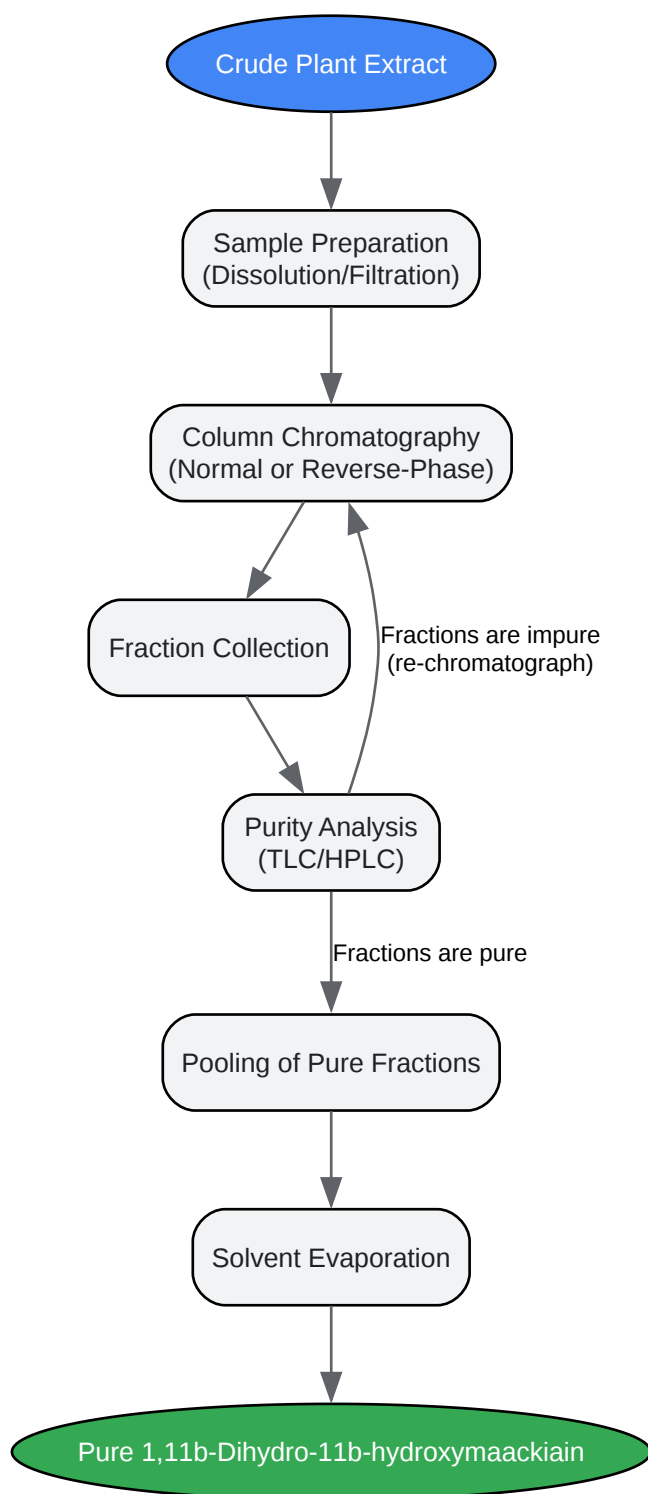 Crude Plant Extract
Sample Preparation
(Dissolution/Filtration)
Column Chromatography
(Normal or Reverse-Phase)
Fraction Collection
Fractions are impure
(re-chromatograph)
Purity Analysis
(TLC/HPLC)
Fractions are pure
Pooling of Pure Fractions
Solvent Evaporation
Pure 1,11b-Dihydro-11b-hydroxymaackiain